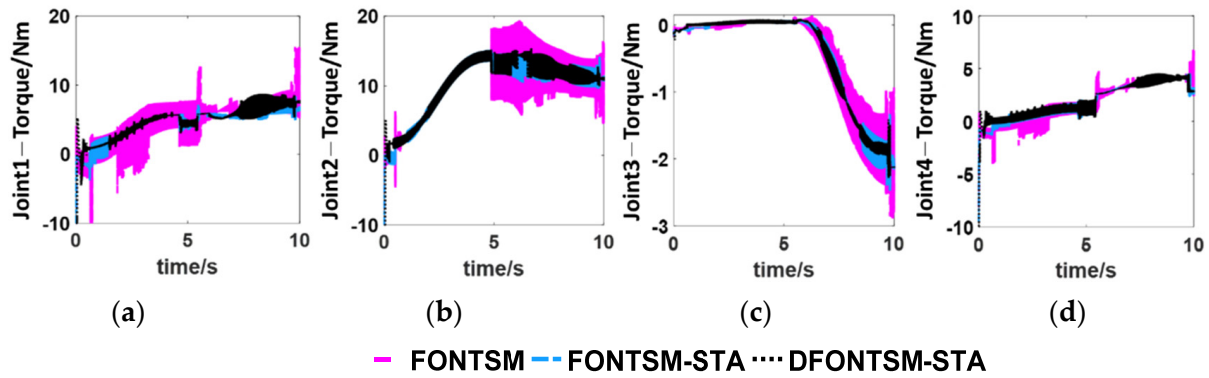 Joint1—Torque/Nm
20
10
0
-10
0 5 10
time/s
(a)
Joint2—Torque/Nm
20
10
0
-10
0 5 10
time/s
(b)
Joint3—Torque/Nm
0
-1
-2
-3
0 5 10
time/s
(c)
Joint4—Torque/Nm
10
5
0
-5
-10
0 5 10
time/s
(d)
FONTSM FONTSM-STA DFONTSM-STA